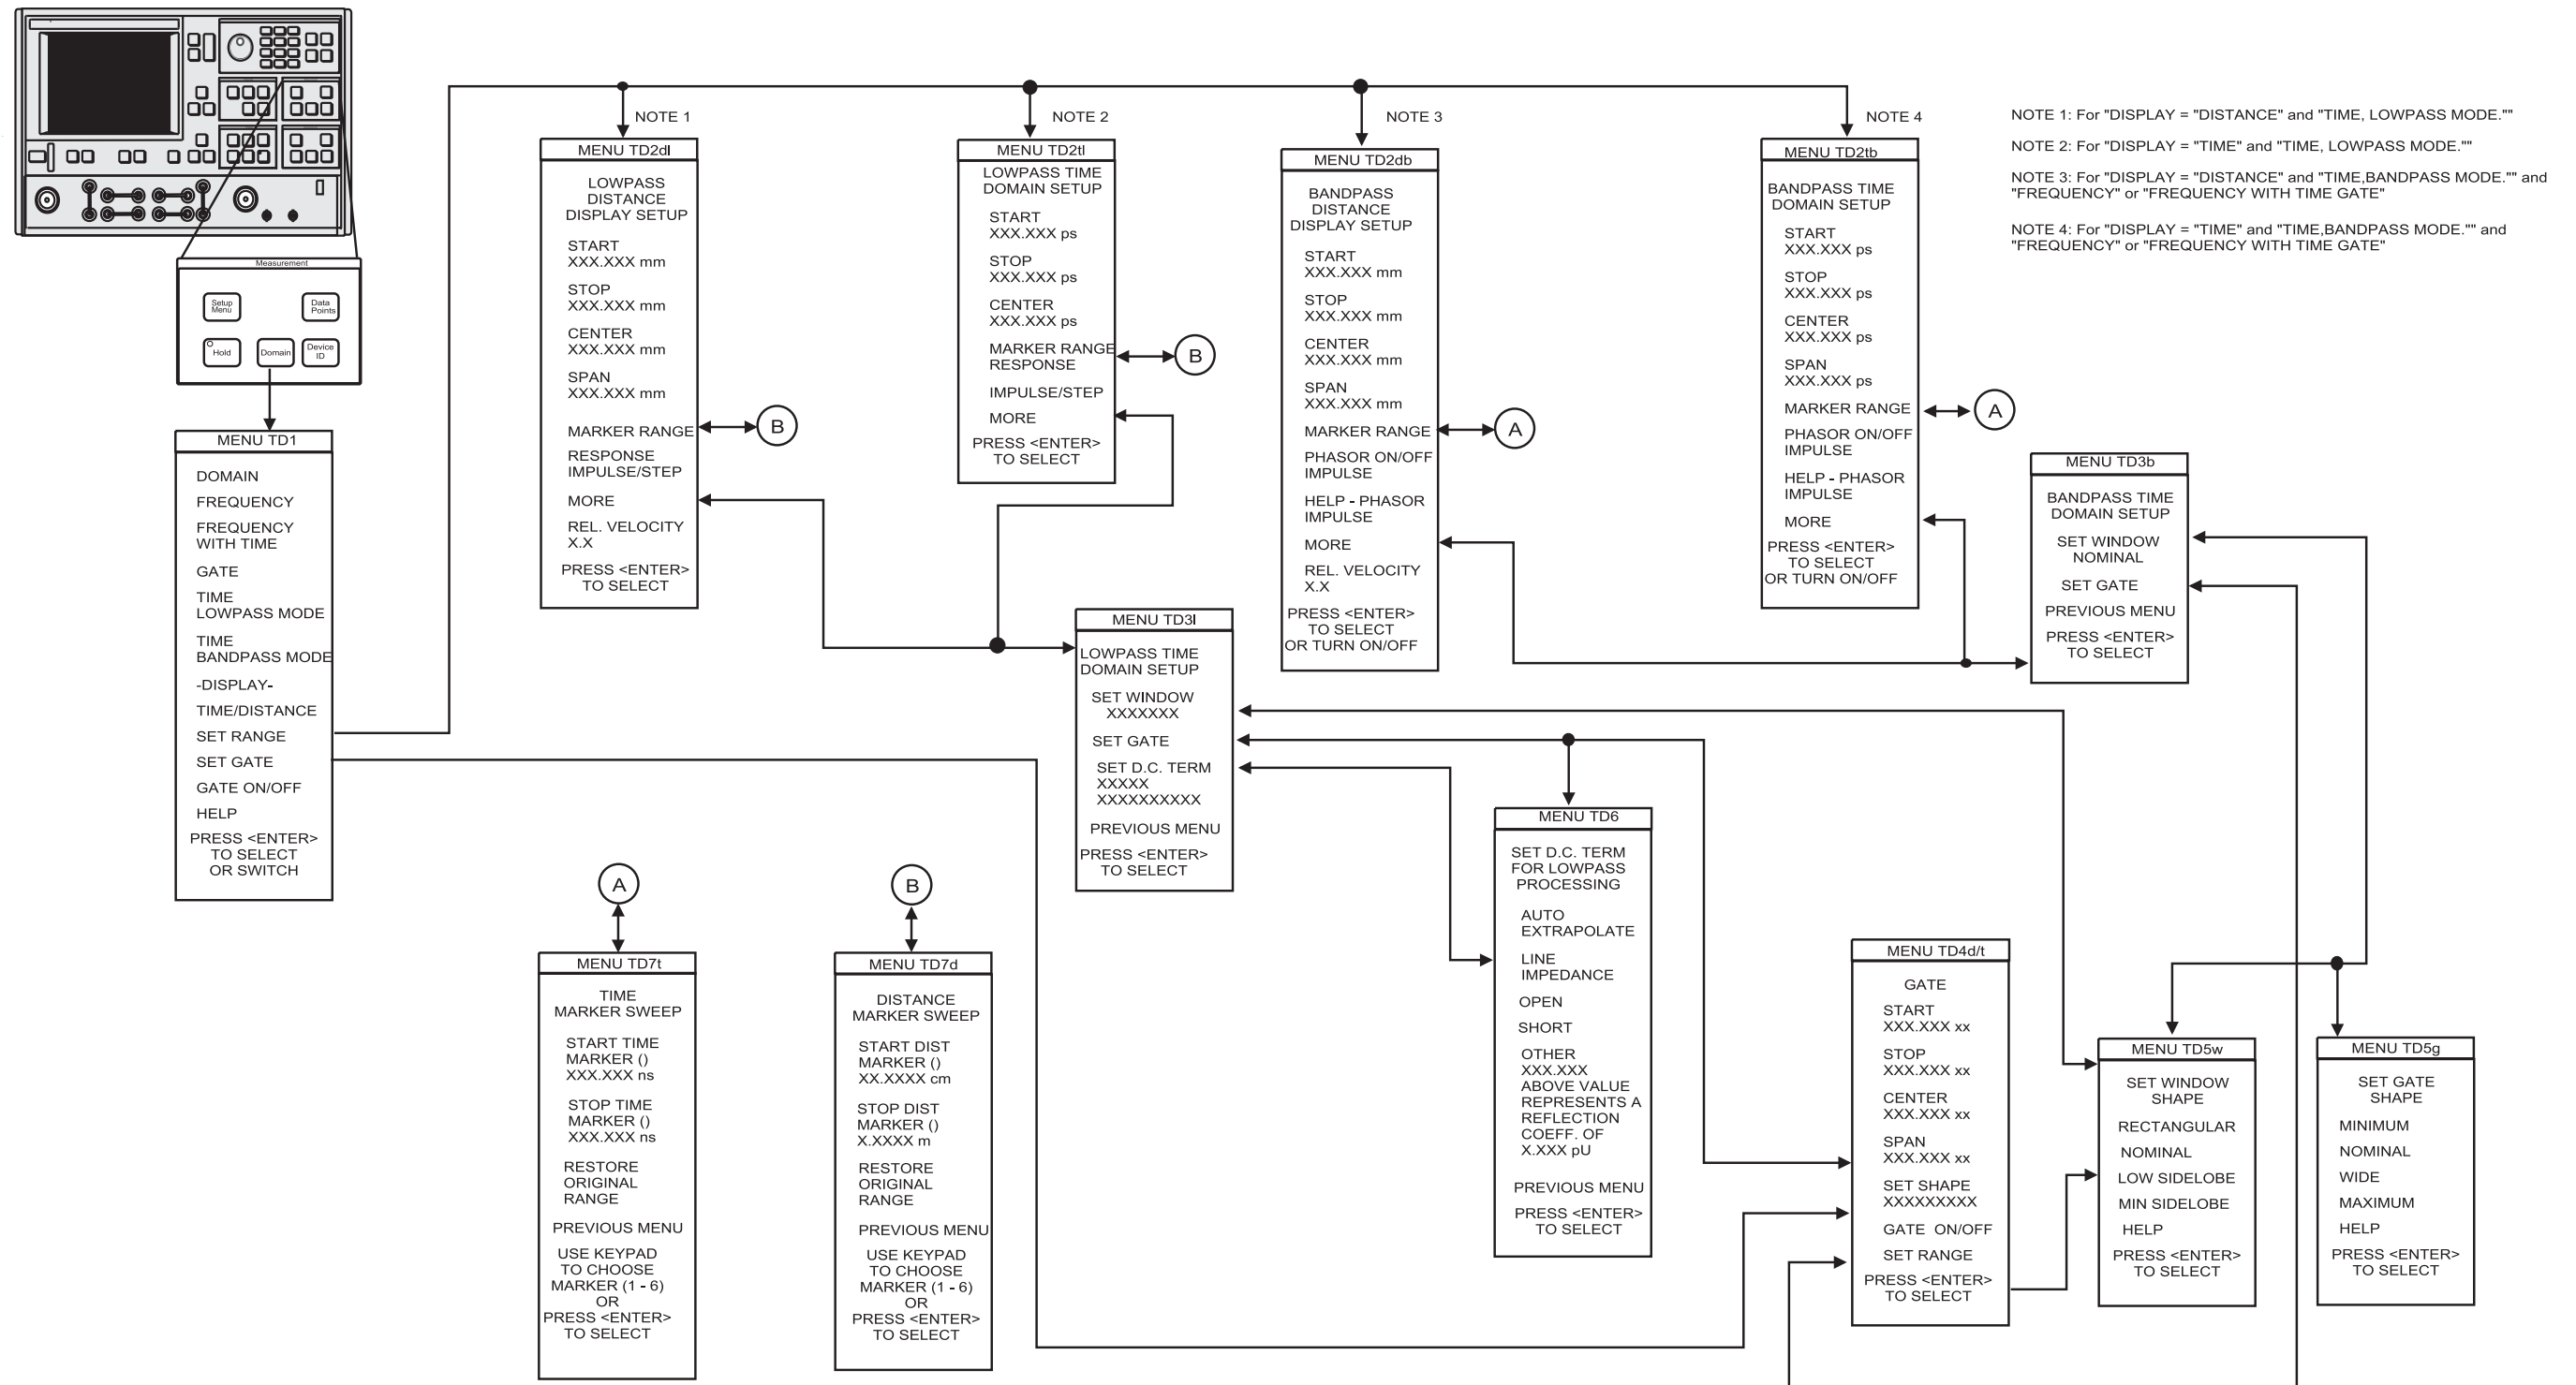 Measurement
Setup
Menu
Data
Points
Hold
Domain
Device
ID
MENU TD1
DOMAIN
FREQUENCY
FREQUENCY
WITH TIME
GATE
TIME
LOWPASS MODE
TIME
BANDPASS MODE
-DISPLAY-
TIME/DISTANCE
SET RANGE
SET GATE
GATE ON/OFF
HELP
PRESS <ENTER>
TO SELECT
OR SWITCH
NOTE 1
MENU TD2dl
LOWPASS
DISTANCE
DISPLAY SETUP
START
XXX.XXX mm
STOP
XXX.XXX mm
CENTER
XXX.XXX mm
SPAN
XXX.XXX mm
MARKER RANGE
B
RESPONSE
IMPULSE/STEP
MORE
REL. VELOCITY
X.X
PRESS <ENTER>
TO SELECT
NOTE 2
MENU TD2tl
LOWPASS TIME
DOMAIN SETUP
START
XXX.XXX ps
STOP
XXX.XXX ps
CENTER
XXX.XXX ps
MARKER RANGE
RESPONSE
B
IMPULSE/STEP
MORE
PRESS <ENTER>
TO SELECT
NOTE 3
MENU TD2db
BANDPASS
DISTANCE
DISPLAY SETUP
START
XXX.XXX mm
STOP
XXX.XXX mm
CENTER
XXX.XXX mm
SPAN
XXX.XXX mm
MARKER RANGE
A
PHASOR ON/OFF
IMPULSE
HELP - PHASOR
IMPULSE
MORE
REL. VELOCITY
X.X
PRESS <ENTER>
TO SELECT
OR TURN ON/OFF
NOTE 4
MENU TD2tb
BANDPASS TIME
DOMAIN SETUP
START
XXX.XXX ps
STOP
XXX.XXX ps
CENTER
XXX.XXX ps
SPAN
XXX.XXX ps
MARKER RANGE
A
PHASOR ON/OFF
IMPULSE
HELP - PHASOR
IMPULSE
MORE
PRESS <ENTER>
TO SELECT
OR TURN ON/OFF
NOTE 1: For "DISPLAY = "DISTANCE" and "TIME, LOWPASS MODE.""
NOTE 2: For "DISPLAY = "TIME" and "TIME, LOWPASS MODE.""
NOTE 3: For "DISPLAY = "DISTANCE" and "TIME,BANDPASS MODE."" and
"FREQUENCY" or "FREQUENCY WITH TIME GATE"
NOTE 4: For "DISPLAY = "TIME" and "TIME,BANDPASS MODE."" and
"FREQUENCY" or "FREQUENCY WITH TIME GATE"
MENU TD3b
BANDPASS TIME
DOMAIN SETUP
SET WINDOW
NOMINAL
SET GATE
PREVIOUS MENU
PRESS <ENTER>
TO SELECT
MENU TD3l
LOWPASS TIME
DOMAIN SETUP
SET WINDOW
XXXXXXX
SET GATE
SET D.C. TERM
XXXXX
XXXXXXXXXX
PREVIOUS MENU
PRESS <ENTER>
TO SELECT
A
MENU TD7t
TIME
MARKER SWEEP
START TIME
MARKER ()
XXX.XXX ns
STOP TIME
MARKER ()
XXX.XXX ns
RESTORE
ORIGINAL
RANGE
PREVIOUS MENU
USE KEYPAD
TO CHOOSE
MARKER (1 - 6)
OR
PRESS <ENTER>
TO SELECT
B
MENU TD7d
DISTANCE
MARKER SWEEP
START DIST
MARKER ()
XX.XXXX cm
STOP DIST
MARKER ()
X.XXXX m
RESTORE
ORIGINAL
RANGE
PREVIOUS MENU
USE KEYPAD
TO CHOOSE
MARKER (1 - 6)
OR
PRESS <ENTER>
TO SELECT
MENU TD6
SET D.C. TERM
FOR LOWPASS
PROCESSING
AUTO
EXTRAPOLATE
LINE
IMPEDANCE
OPEN
SHORT
OTHER
XXX.XXX
ABOVE VALUE
REPRESENTS A
REFLECTION
COEFF. OF
X.XXX pU
PREVIOUS MENU
PRESS <ENTER>
TO SELECT
MENU TD4d/t
GATE
START
XXX.XXX xx
STOP
XXX.XXX xx
CENTER
XXX.XXX xx
SPAN
XXX.XXX xx
SET SHAPE
XXXXXXXXX
GATE ON/OFF
SET RANGE
PRESS <ENTER>
TO SELECT
MENU TD5w
SET WINDOW
SHAPE
RECTANGULAR
NOMINAL
LOW SIDELOBE
MIN SIDELOBE
HELP
PRESS <ENTER>
TO SELECT
MENU TD5g
SET GATE
SHAPE
MINIMUM
NOMINAL
WIDE
MAXIMUM
HELP
PRESS <ENTER>
TO SELECT